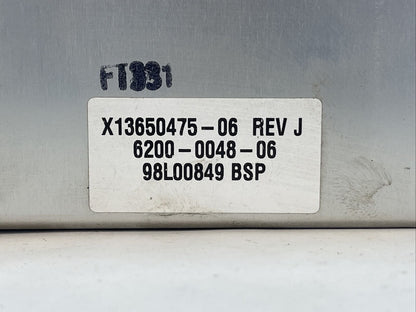 FT331
X13650475-06 REV J
6200-0048-06
98L00849 BSP